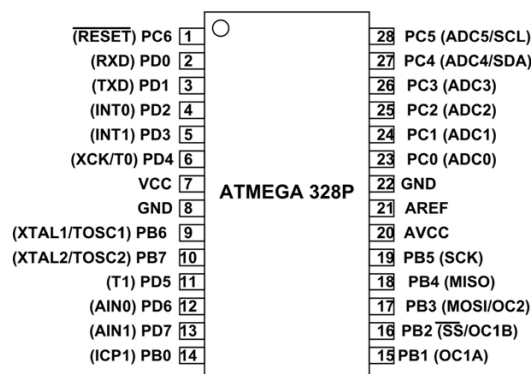 (RESET) PC6 1
(RXD) PD0 2
(TXD) PD1 3
(INT0) PD2 4
(INT1) PD3 5
(XCK/T0) PD4 6
VCC 7
GND 8
(XTAL1/TOSC1) PB6 9
(XTAL2/TOSC2) PB7 10
(T1) PD5 11
(AIN0) PD6 12
(AIN1) PD7 13
(ICP1) PB0 14
ATMEGA 328P
28 PC5 (ADC5/SCL)
27 PC4 (ADC4/SDA)
26 PC3 (ADC3)
25 PC2 (ADC2)
24 PC1 (ADC1)
23 PC0 (ADC0)
22 GND
21 AREF
20 AVCC
19 PB5 (SCK)
18 PB4 (MISO)
17 PB3 (MOSI/OC2)
16 PB2 (SS/OC1B)
15 PB1 (OC1A)